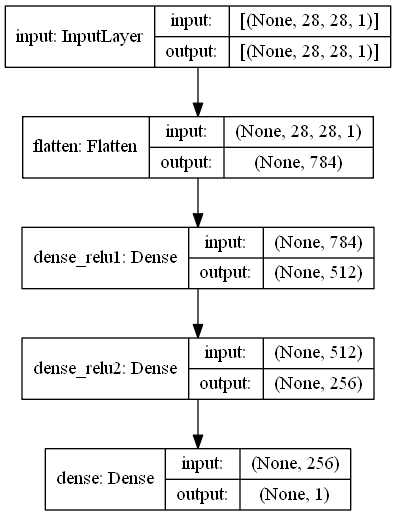 input: InputLayer
input: [(None, 28, 28, 1)]
output: [(None, 28, 28, 1)]
flatten: Flatten
input: (None, 28, 28, 1)
output: (None, 784)
dense_relu1: Dense
input: (None, 784)
output: (None, 512)
dense_relu2: Dense
input: (None, 512)
output: (None, 256)
dense: Dense
input: (None, 256)
output: (None, 1)